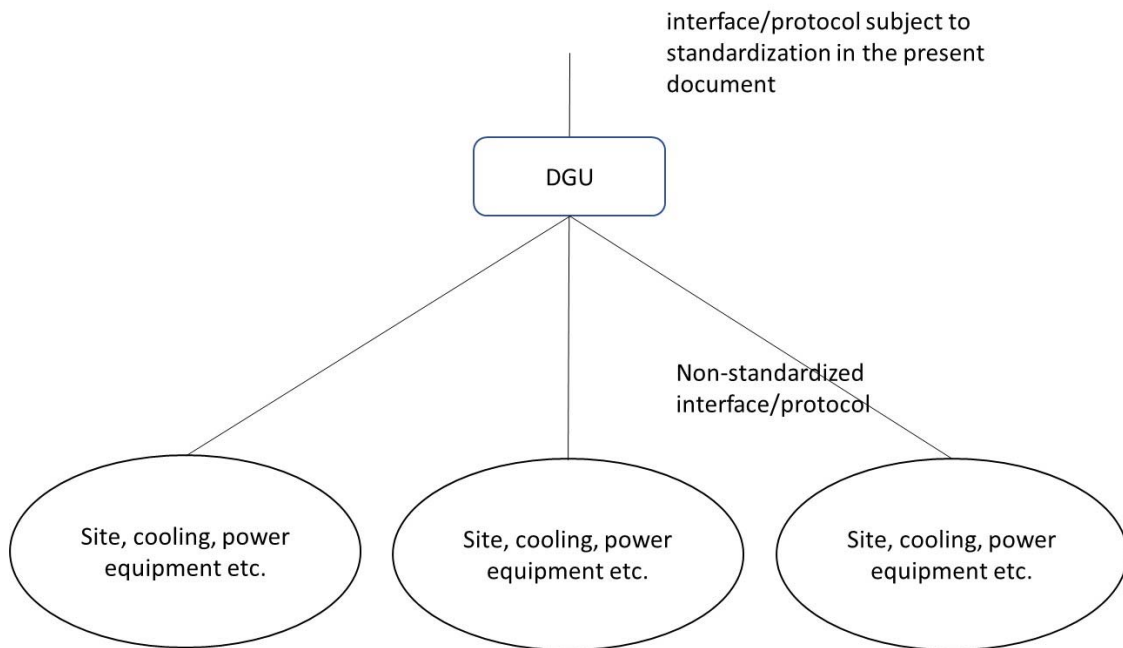 interface/protocol subject to
standardization in the present
document
DGU
Non-standardized
interface/protocol
Site, cooling, power
equipment etc.
Site, cooling, power
equipment etc.
Site, cooling, power
equipment etc.